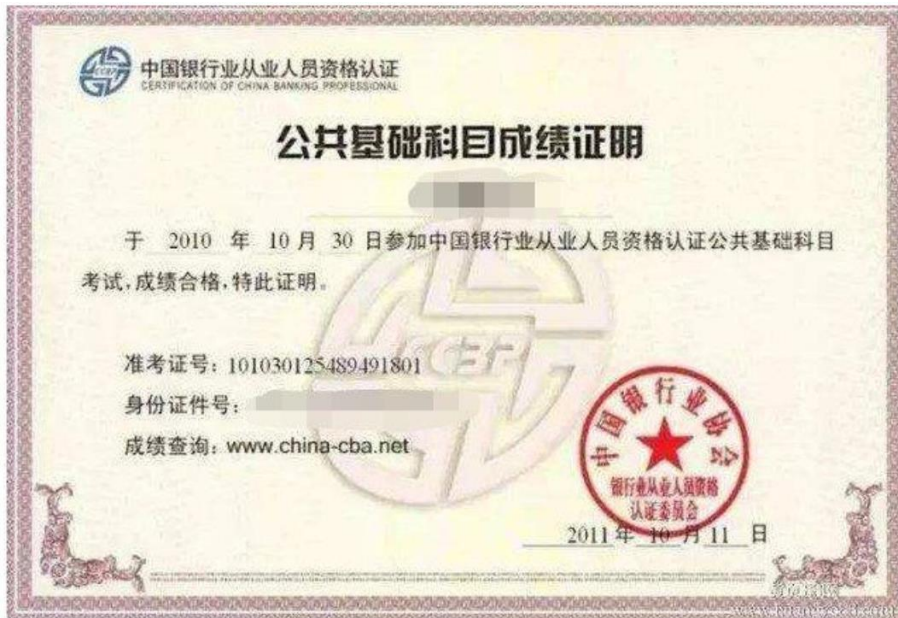 中国银行业从业人员资格认证
CERTIFICATION OF CHINA BANKING PROFESSIONAL
公共基础科目成绩证明
于 2010 年 10 月 30 日参加中国银行业从业人员资格认证公共基础科目
考试,成绩合格,特此证明。
CCBP
准考证号: 101030125489491801
身份证件号:
成绩查询: www.china-cba.net
中国银行业协会
银行业从业人员资格
认证委员会
2011 年 10 月 11 日